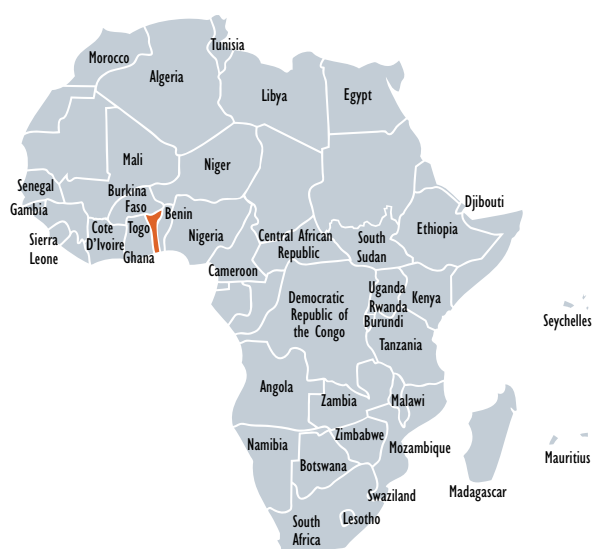 Tunisia
Morocco
Algeria
Libya
Egypt
Mali
Niger
Senegal
Burkina
Faso
Gambia
Benin
Djibouti
Cote
D'Ivoire
Togo
Ghana
Nigeria
Sierra
Leone
Central African
Republic
South
Sudan
Ethiopia
Cameroon
Democratic
Republic of
the Congo
Uganda
Rwanda
Burundi
Kenya
Tanzania
Seychelles
Angola
Zambia
Malawi
Namibia
Zimbabwe
Mozambique
Botswana
Mauritius
Madagascar
Swaziland
South
Africa
Lesotho